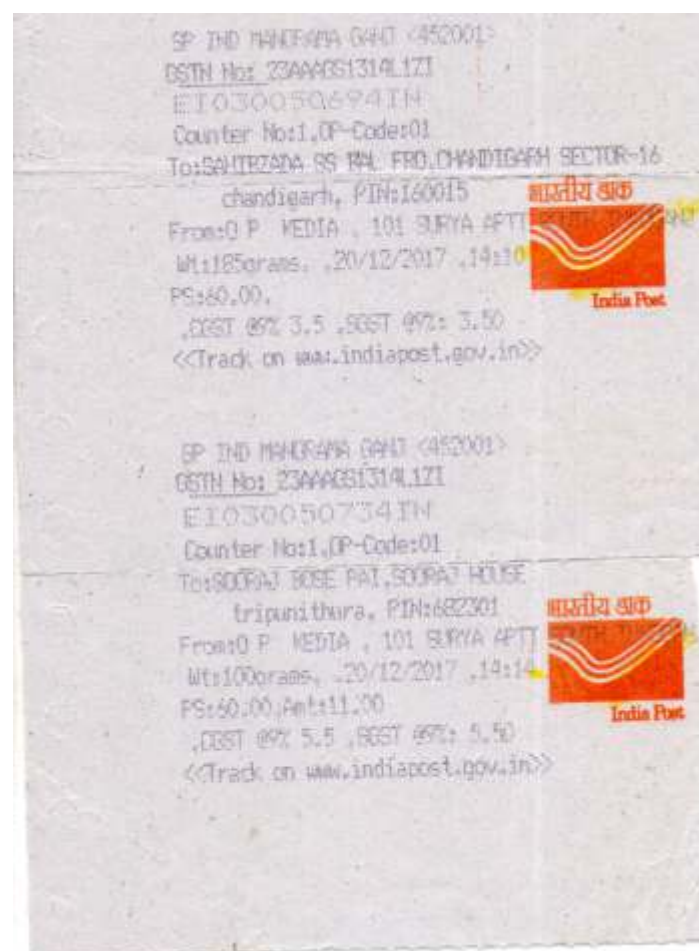 SP IND MANORAMA GANJ <452001>
GSTN No: 23AAAGS1314L1ZI
EI030050694IN
Counter No:1,OP-Code:01
To:SAHIBZADA SS FRO,CHANDIGARH SECTOR-16
chandigarh, PIN:160015
भारतीय डाक
From:O P KEDIA , 101 SURYA APTT
Wt:185grams, ,20/12/2017 ,14:10
India Post
PS:60.00,
,CGST @9% 3.5 ,SGST @9%: 3.50
<<Track on www.indiapost.gov.in>>
SP IND MANORAMA GANJ <452001>
GSTN No: 23AAAGS1314L1ZI
EI030050734IN
Counter No:1,OP-Code:01
To:SOORAJ BOSE PAI,SOORAJ HOUSE
tripunithura, PIN:682301
भारतीय डाक
From:O P KEDIA , 101 SURYA APTT SOUTH
Wt:100grams, ,20/12/2017 ,14:14
PS:60.00,Amt:11.00
India Post
,CGST @9% 5.5 ,SGST @9%: 5.50
<<Track on www.indiapost.gov.in>>